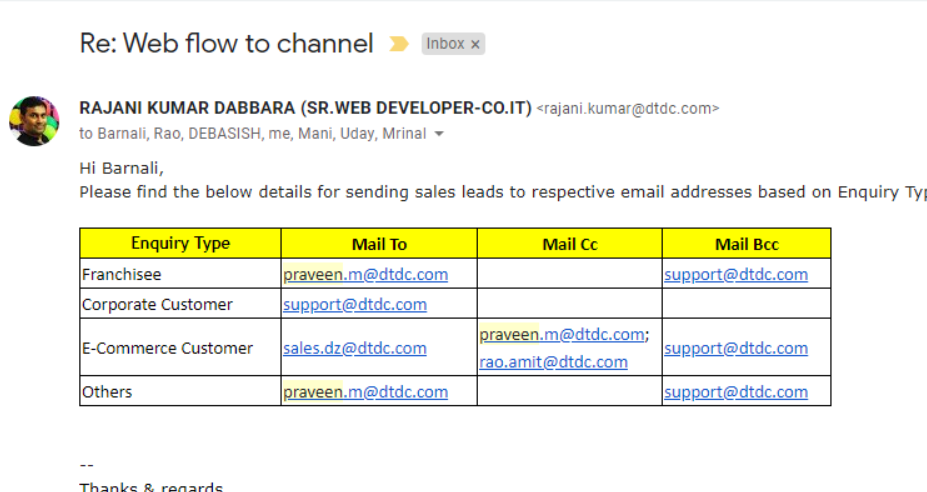 Re: Web flow to channel Inbox x
RAJANI KUMAR DABBARA (SR.WEB DEVELOPER-CO.IT) <rajani.kumar@dtdc.com>
to Barnali, Rao, DEBASISH, me, Mani, Uday, Mrinal
Hi Barnali,
Please find the below details for sending sales leads to respective email addresses based on Enquiry
Enquiry Type Mail To Mail Cc Mail Bcc
Franchisee praveen.m@dtdc.com support@dtdc.com
Corporate Customer support@dtdc.com
E-Commerce Customer sales.dz@dtdc.com praveen.m@dtdc.com; rao.amit@dtdc.com support@dtdc.com
Others praveen.m@dtdc.com support@dtdc.com
--
Thanks & regards